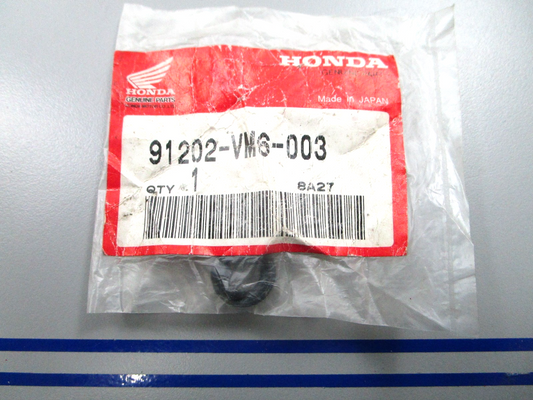 HONDA
HONDA
GENUINE PARTS
Made in JAPAN
91202-VM6-003
QTY 1
8A27